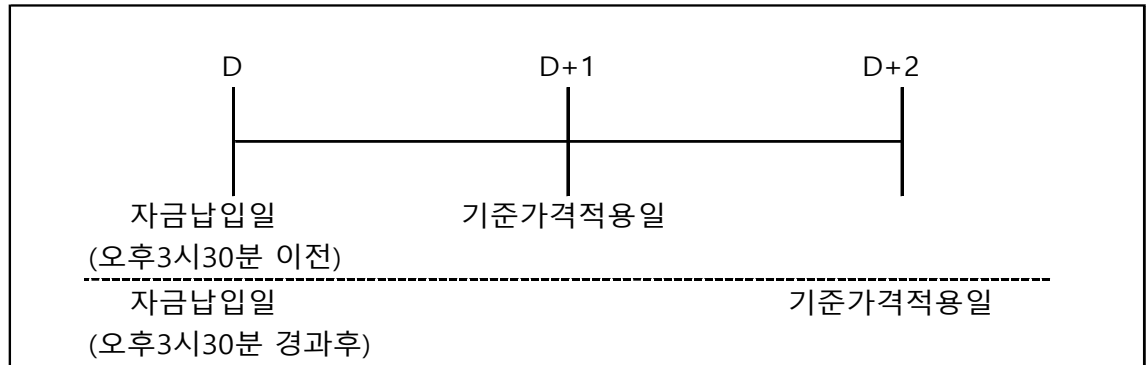 D D+1 D+2
자금납입일 기준가격적용일
(오후3시30분 이전)
자금납입일 기준가격적용일
(오후3시30분 경과후)